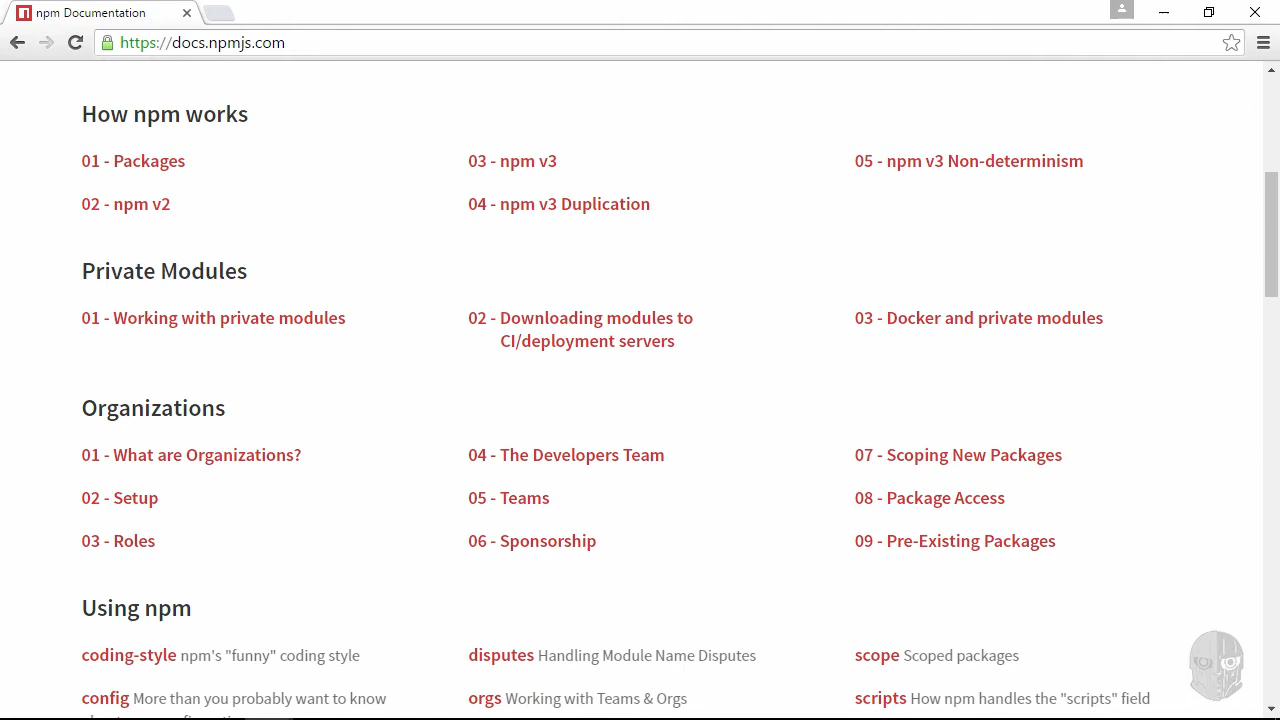 npm Documentation
https://docs.npmjs.com
How npm works
01 - Packages
03 - npm v3
05 - npm v3 Non-determinism
02 - npm v2
04 - npm v3 Duplication
Private Modules
01 - Working with private modules
02 - Downloading modules to
CI/deployment servers
03 - Docker and private modules
Organizations
01 - What are Organizations?
04 - The Developers Team
07 - Scoping New Packages
02 - Setup
05 - Teams
08 - Package Access
03 - Roles
06 - Sponsorship
09 - Pre-Existing Packages
Using npm
coding-style npm's "funny" coding style
disputes Handling Module Name Disputes
scope Scoped packages
config More than you probably want to know
orgs Working with Teams & Orgs
scripts How npm handles the "scripts" field